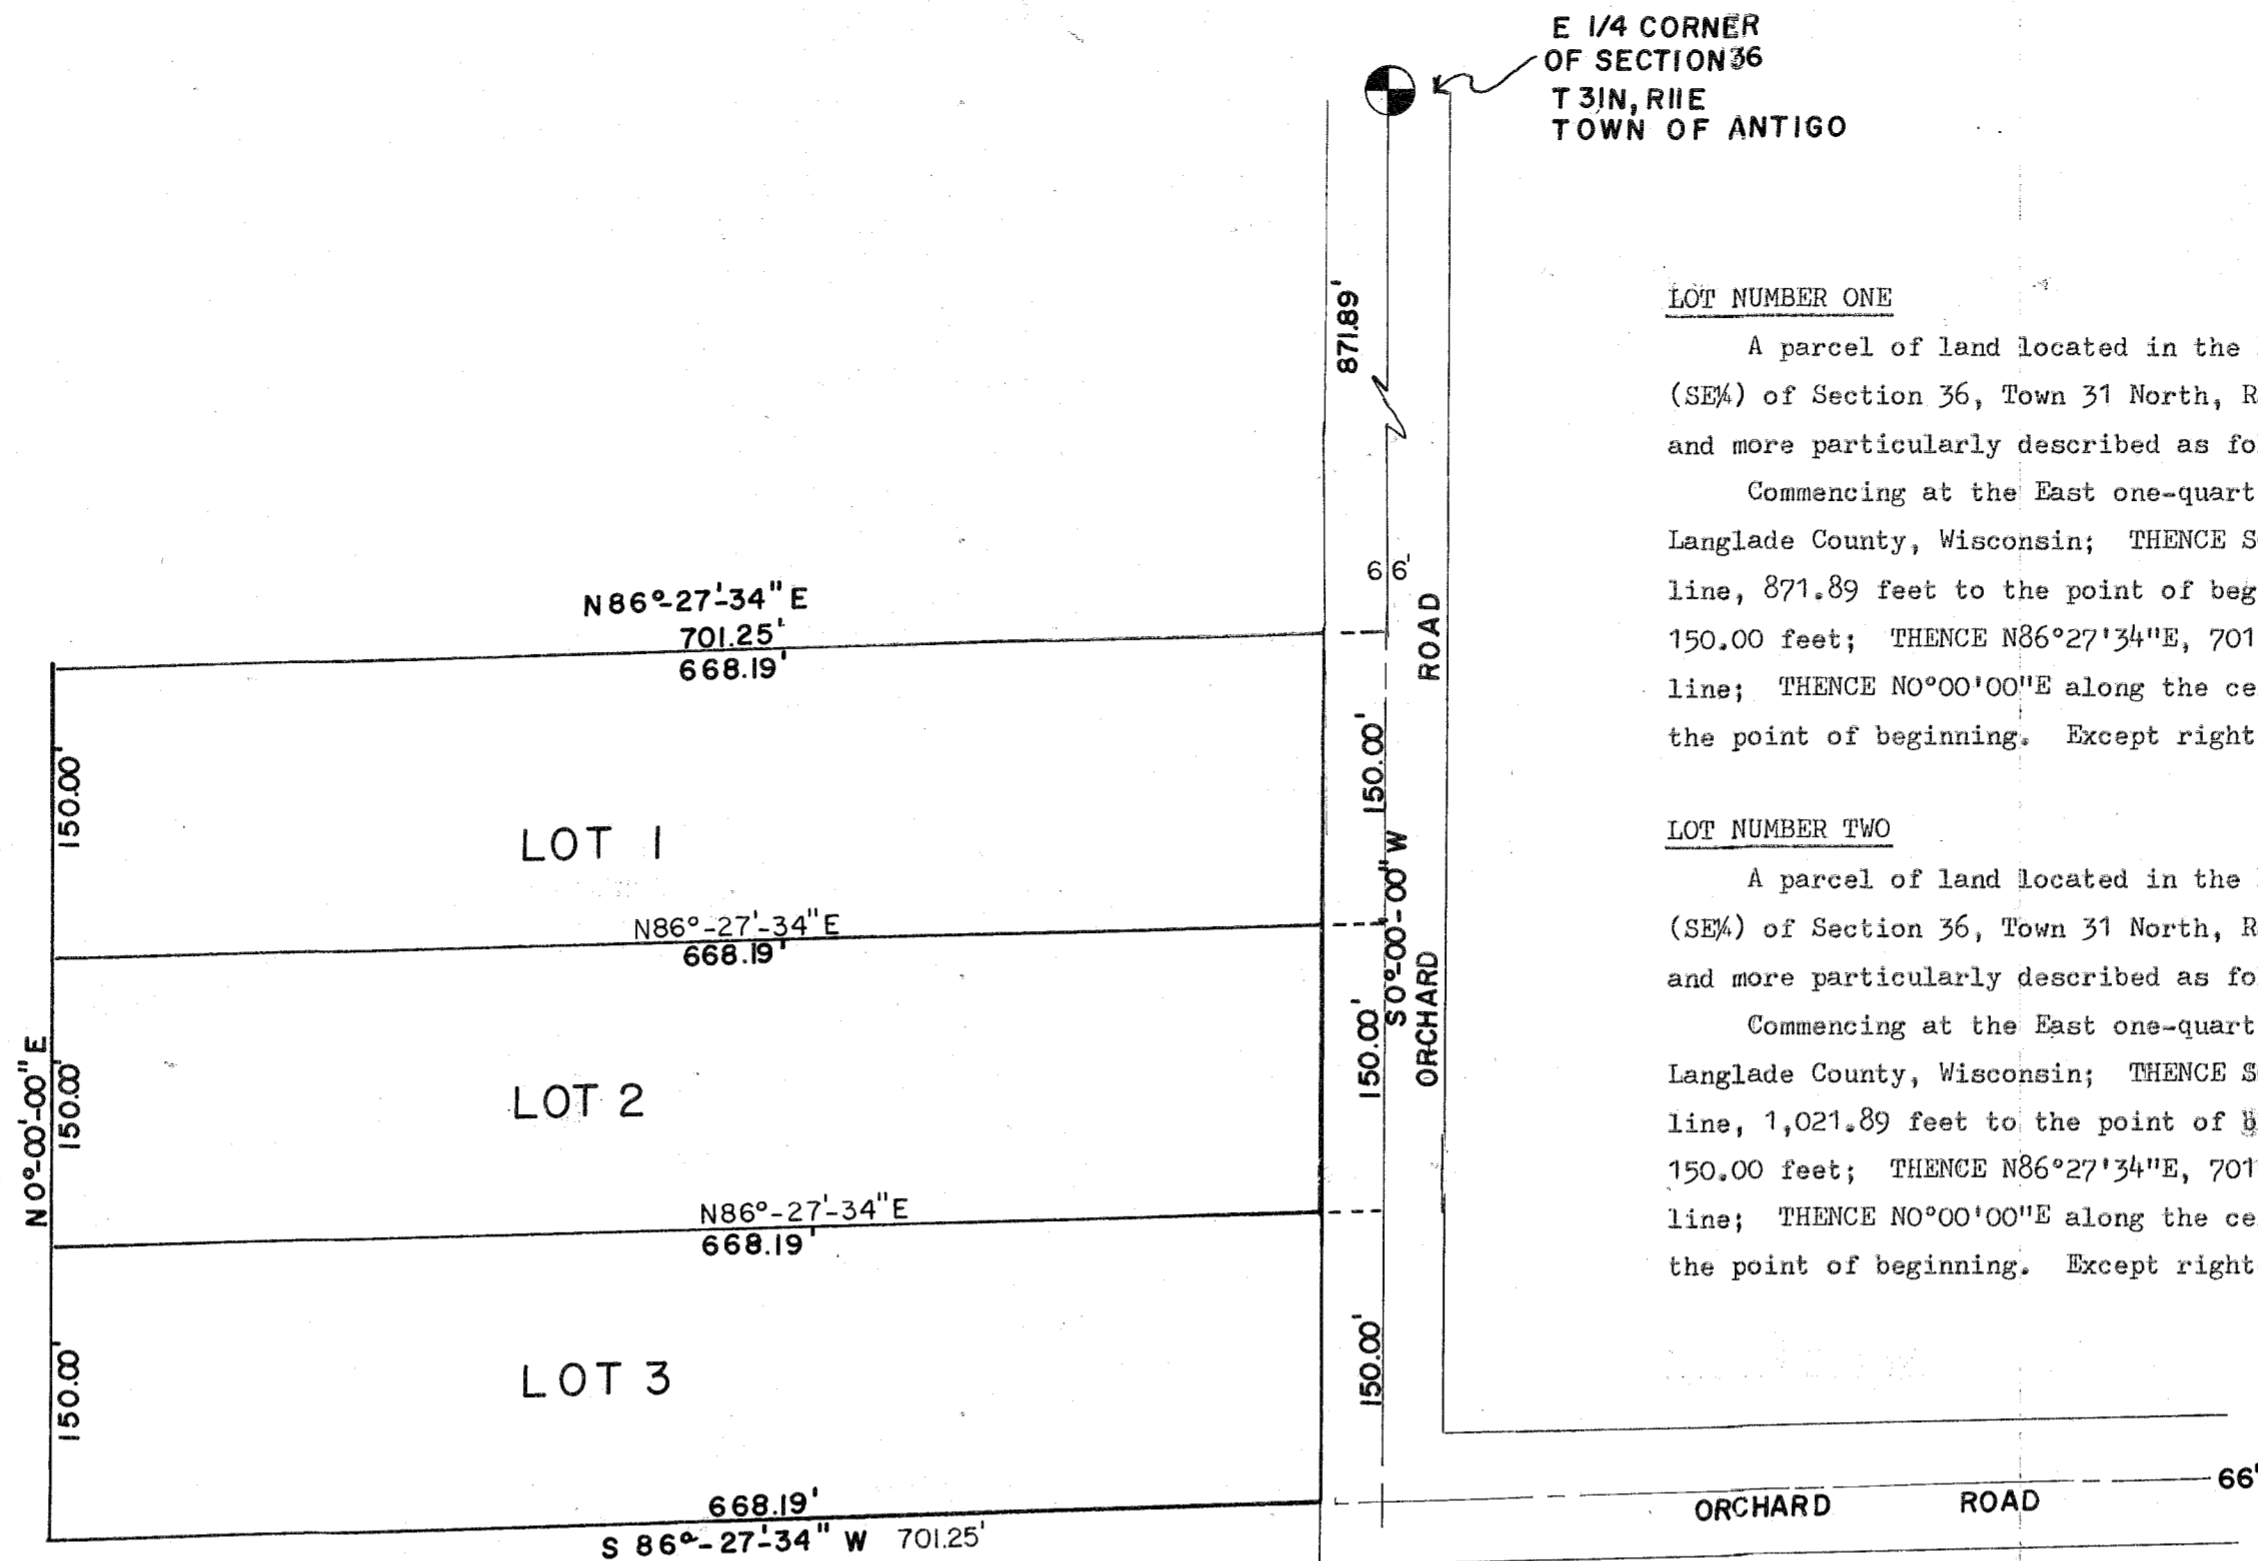 E 1/4 CORNER
OF SECTION 36
T 31N, R11E
TOWN OF ANTIGO
871.89'
66'
ROAD
N86°-27'-34" E
701.25'
668.19'
150.00'
LOT 1
150.00'
S 0°-00'-00" W
N86°-27'-34" E
668.19'
ORCHARD
N 0°-00'-00" E
150.00'
LOT 2
150.00'
N86°-27'-34" E
668.19'
150.00'
LOT 3
150.00'
668.19'
S 86°-27'-34" W 701.25'
ORCHARD ROAD 66'
LOT NUMBER ONE
A parcel of land located in the
(SE¼) of Section 36, Town 31 North, R
and more particularly described as fo
Commencing at the East one-quart
Langlade County, Wisconsin; THENCE S
line, 871.89 feet to the point of beg
150.00 feet; THENCE N86°27'34"E, 701
line; THENCE N0°00'00"E along the ce
the point of beginning. Except right
LOT NUMBER TWO
A parcel of land located in the
(SE¼) of Section 36, Town 31 North, R
and more particularly described as fo
Commencing at the East one-quart
Langlade County, Wisconsin; THENCE S
line, 1,021.89 feet to the point of b
150.00 feet; THENCE N86°27'34"E, 701
line; THENCE N0°00'00"E along the ce
the point of beginning. Except right